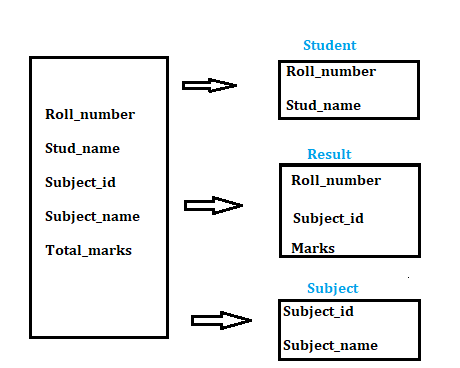 Roll_number
Stud_name
Subject_id
Subject_name
Total_marks
Student
Roll_number
Stud_name
Result
Roll_number
Subject_id
Marks
Subject
Subject_id
Subject_name